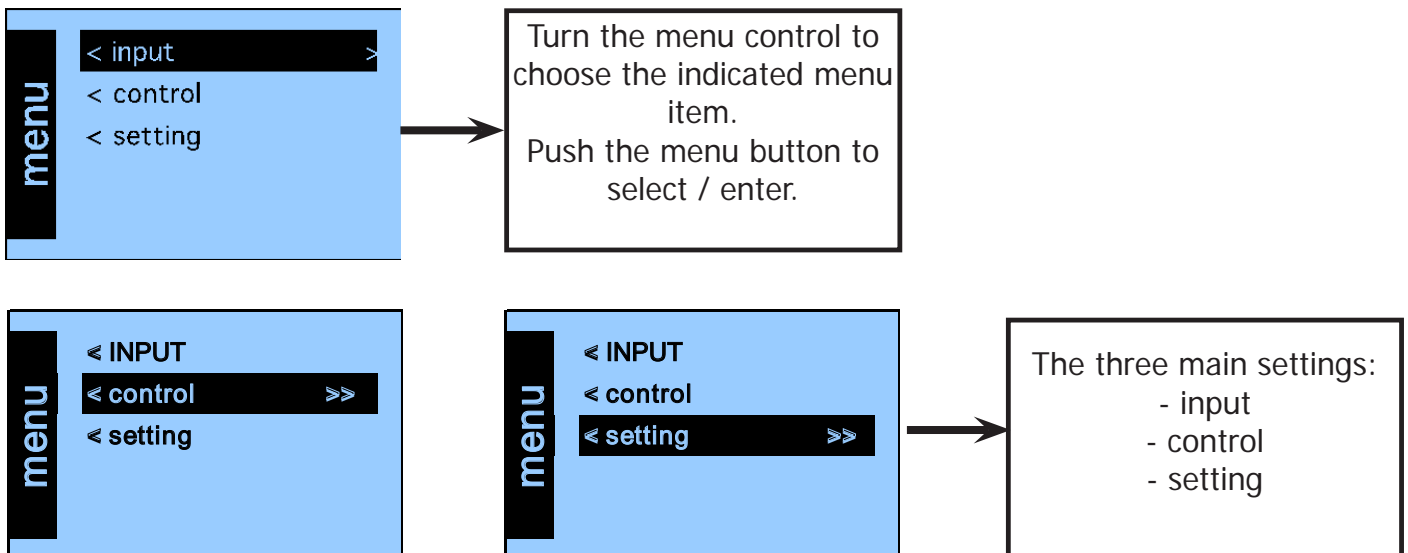 menu
< input >
< control
< setting
Turn the menu control to
choose the indicated menu
item.
Push the menu button to
select / enter.
menu
< INPUT
< control >>
< setting
menu
< INPUT
< control
< setting >>
The three main settings:
- input
- control
- setting